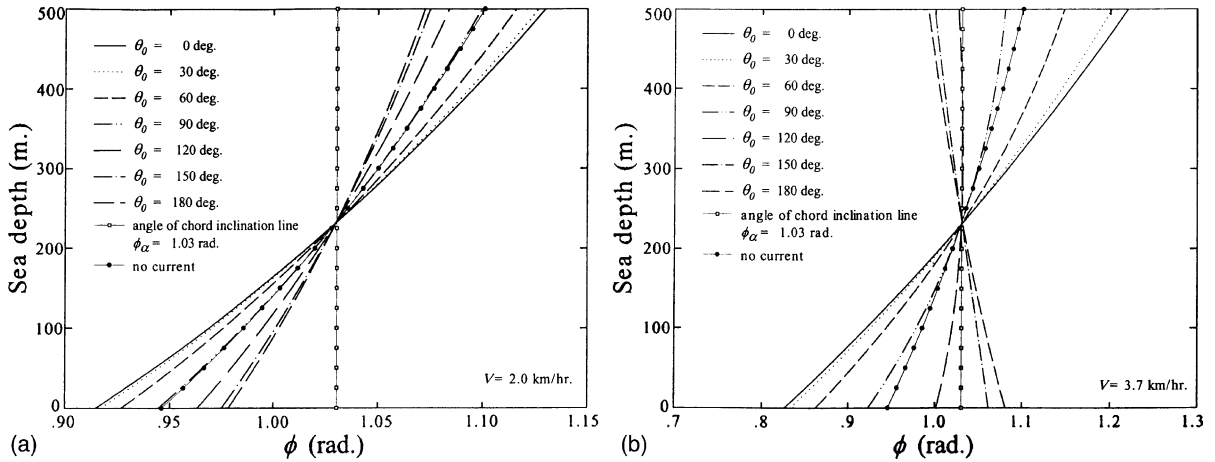 500
400
300
200
100
0
Sea depth (m.)
θ0 = 0 deg.
θ0 = 30 deg.
θ0 = 60 deg.
θ0 = 90 deg.
θ0 = 120 deg.
θ0 = 150 deg.
θ0 = 180 deg.
angle of chord inclination line
ϕα = 1.03 rad.
no current
V = 2.0 km/hr.
.90 .95 1.00 1.05 1.10 1.15
(a)
ϕ (rad.)
500
400
300
200
100
0
Sea depth (m.)
θ0 = 0 deg.
θ0 = 30 deg.
θ0 = 60 deg.
θ0 = 90 deg.
θ0 = 120 deg.
θ0 = 150 deg.
θ0 = 180 deg.
angle of chord inclination line
ϕα = 1.03 rad.
no current
V = 3.7 km/hr.
.7 .8 .9 1.0 1.1 1.2 1.3
(b)
ϕ (rad.)